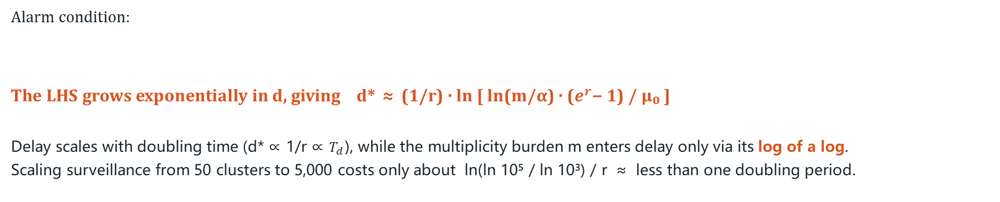 Alarm condition:
The LHS grows exponentially in d, giving d* ≈ (1/r) · ln [ ln(m/α) · (eʳ – 1) / μ₀ ]
Delay scales with doubling time (d* ∝ 1/r ∝ T_d), while the multiplicity burden m enters delay only via its log of a log.
Scaling surveillance from 50 clusters to 5,000 costs only about ln(ln 10⁵ / ln 10³) / r ≈ less than one doubling period.